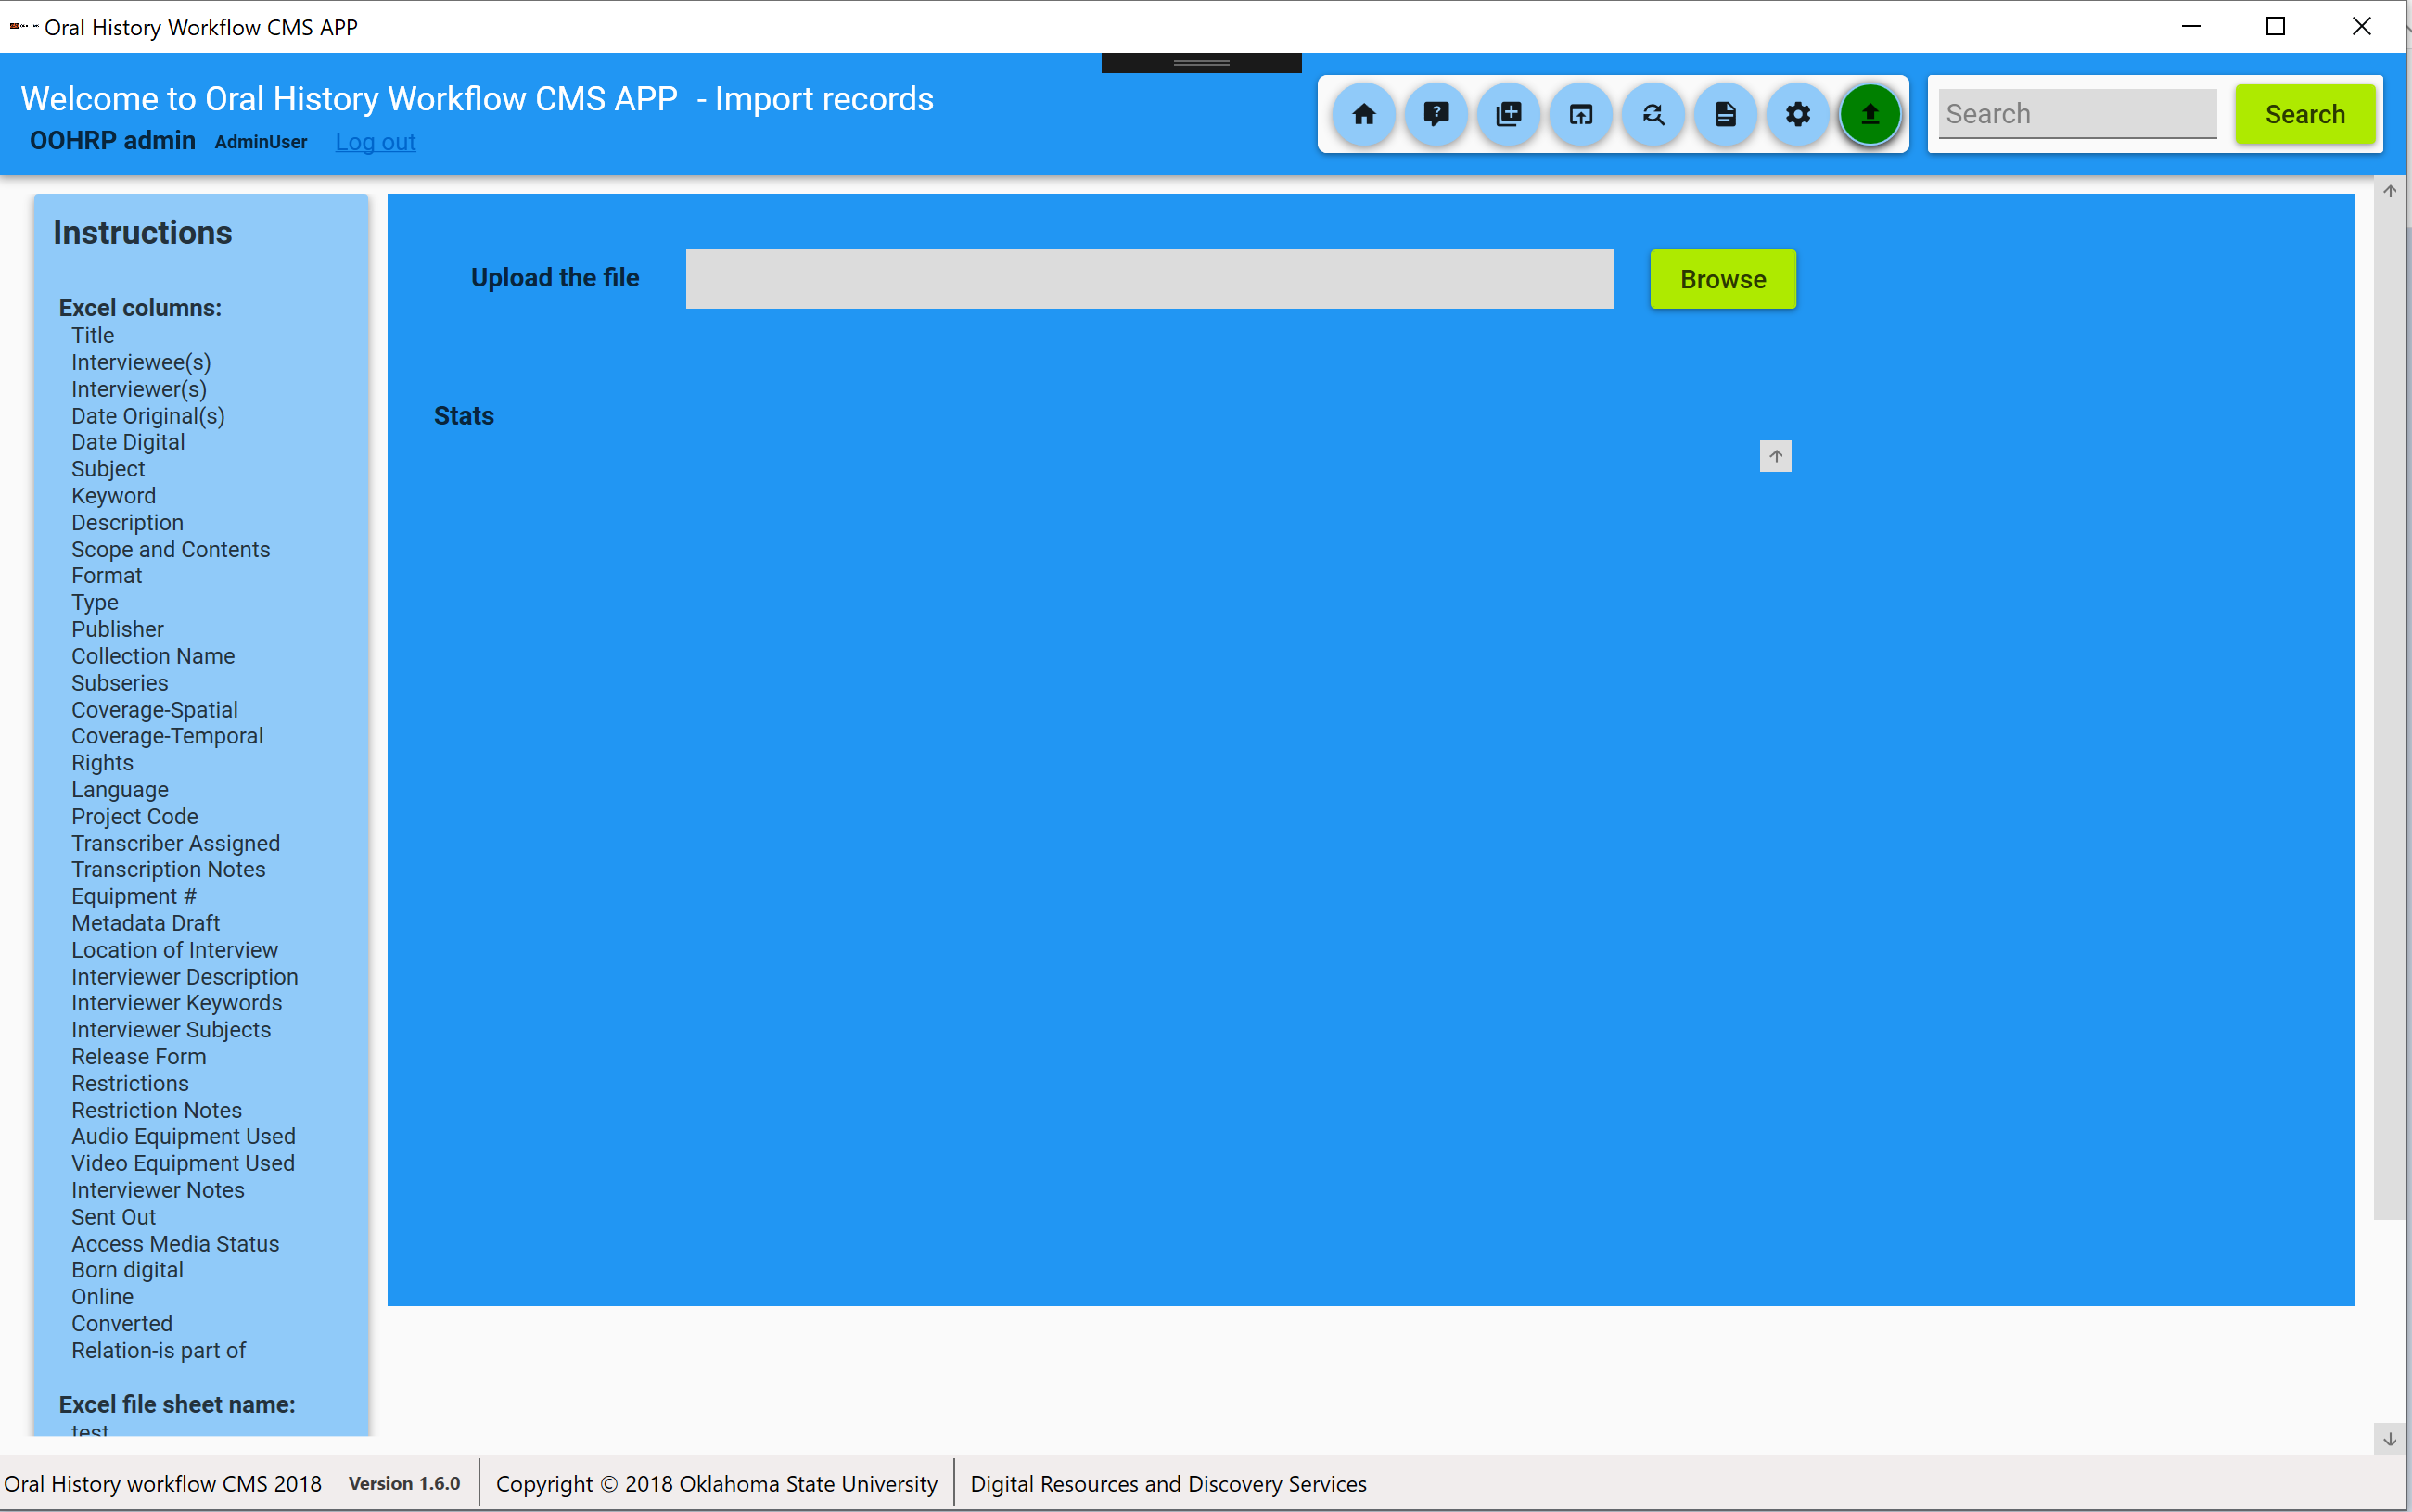 Oral History Workflow CMS APP
Welcome to Oral History Workflow CMS APP - Import records
OOHRP admin AdminUser Log out
Search Search
Instructions
Excel columns:
Title
Interviewee(s)
Interviewer(s)
Date Original(s)
Date Digital
Subject
Keyword
Description
Scope and Contents
Format
Type
Publisher
Collection Name
Subseries
Coverage-Spatial
Coverage-Temporal
Rights
Language
Project Code
Transcriber Assigned
Transcription Notes
Equipment #
Metadata Draft
Location of Interview
Interviewer Description
Interviewer Keywords
Interviewer Subjects
Release Form
Restrictions
Restriction Notes
Audio Equipment Used
Video Equipment Used
Interviewer Notes
Sent Out
Access Media Status
Born digital
Online
Converted
Relation-is part of
Excel file sheet name:
test
Upload the file Browse
Stats
Oral History workflow CMS 2018 Version 1.6.0 Copyright © 2018 Oklahoma State University Digital Resources and Discovery Services